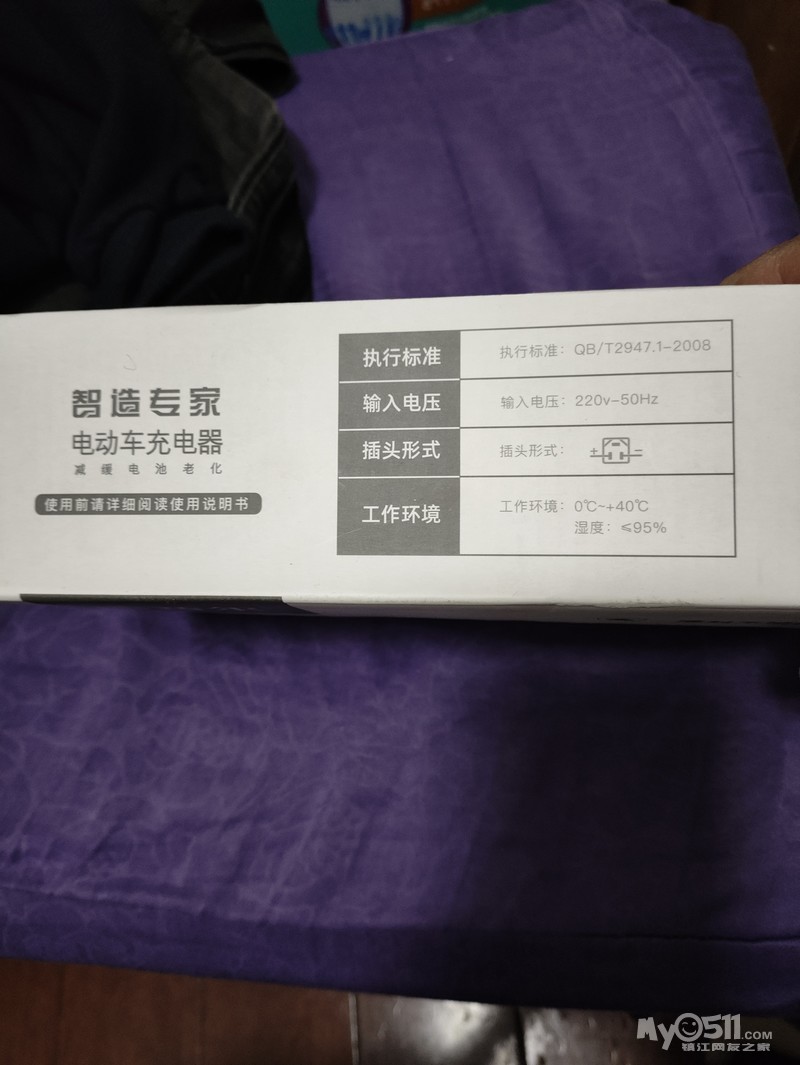 智造专家
电动车充电器
减缓电池老化
使用前请详细阅读使用说明书
执行标准 执行标准：QB/T2947.1-2008
输入电压 输入电压：220v-50Hz
插头形式 插头形式：+ -
工作环境 工作环境：0℃~+40℃
湿度：≤95%
MyO511.COM
镇江网友之家